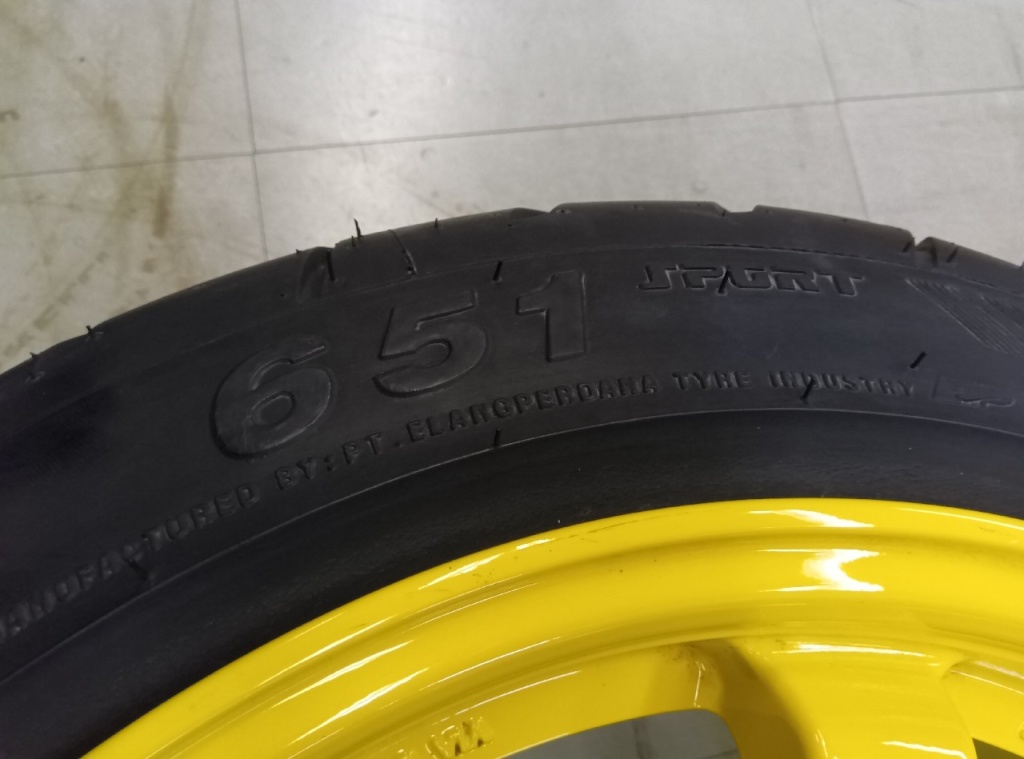 651 SPORT
MANUFACTURED BY: PT. ELANGPERDANA TYRE INDUSTRY